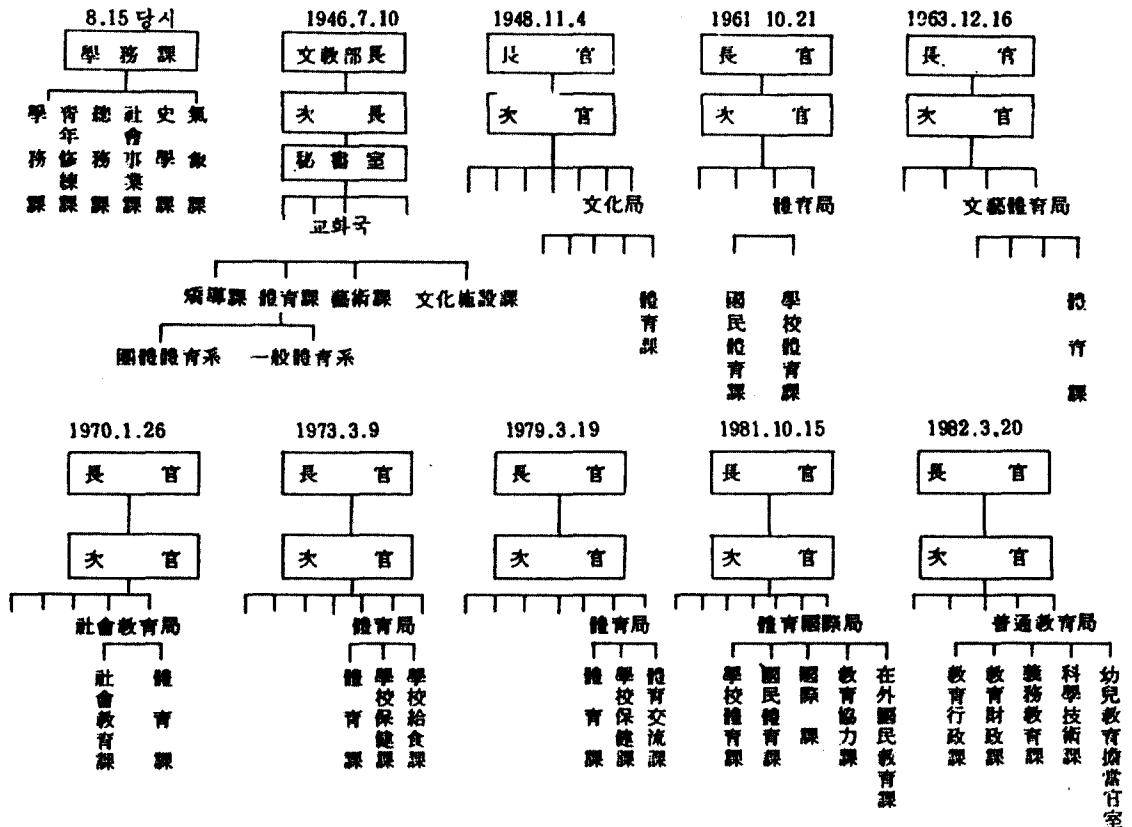 8.15 당시
學務課
學務課
靑年修練課
總務課
社會事業課
史學課
氣象課
1946.7.10
文敎部長
次長
秘書室
교화국
矯導課 體育課 藝術課 文化施設課
團體體育系 一般體育系
1948.11.4
長官
次官
文化局
體育課
1961 10.21
長官
次官
體育局
國民體育課
學校體育課
1963.12.16
長官
次官
文藝體育局
體育課
1970.1.26
長官
次官
社會敎育局
社會敎育課
體育課
1973.3.9
長官
次官
體育局
體育課
學校保健課
學校給食課
1979.3.19
長官
次官
體育局
體育課
學校保健課
體育交流課
1981.10.15
長官
次官
體育國際局
學校體育課
國民體育課
國際課
敎育協力課
在外國民敎育課
1982.3.20
長官
次官
普通敎育局
敎育行政課
敎育財政課
義務敎育課
科學技術課
幼兒敎育擔當官室